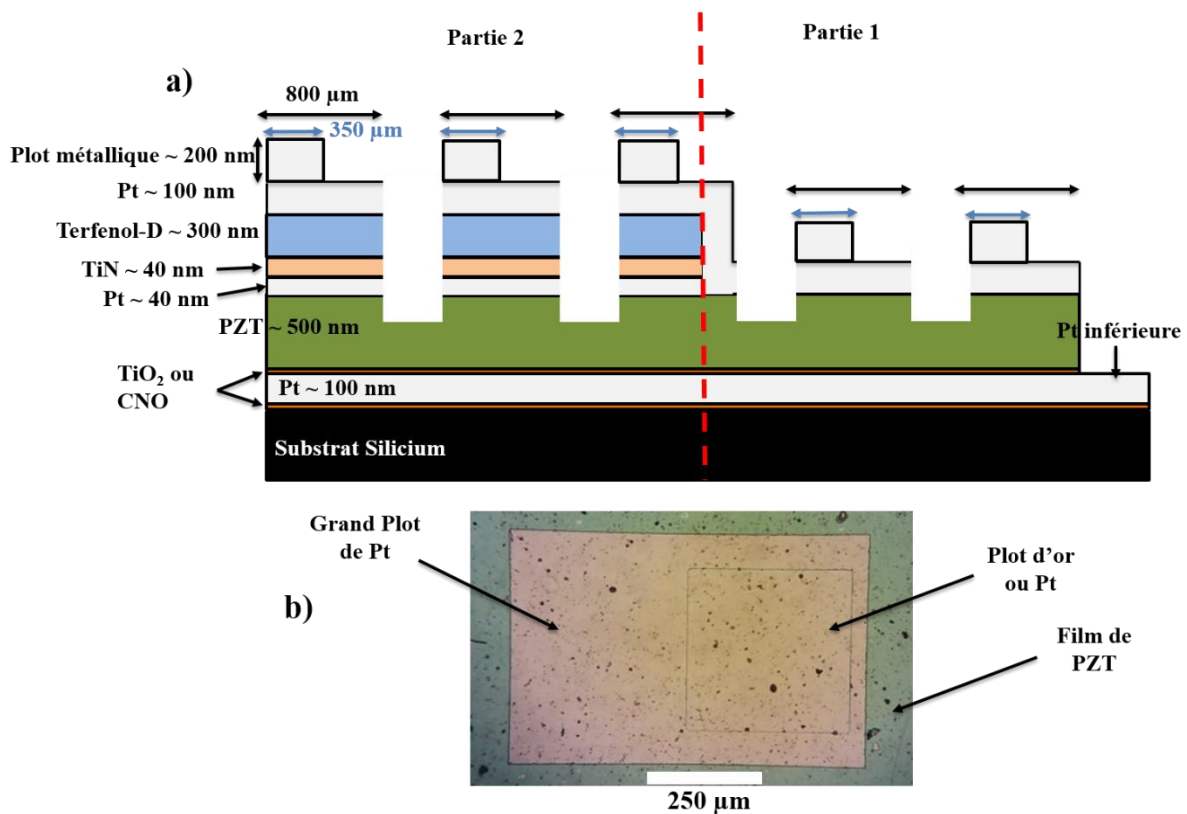 Partie 2
Partie 1
a)
800 µm
350 µm
Plot métallique ~ 200 nm
Pt ~ 100 nm
Terfenol-D ~ 300 nm
TiN ~ 40 nm
Pt ~ 40 nm
PZT ~ 500 nm
Pt inférieure
TiO2 ou
CNO
Pt ~ 100 nm
Substrat Silicium
Grand Plot
de Pt
Plot d’or
ou Pt
b)
Film de
PZT
250 µm